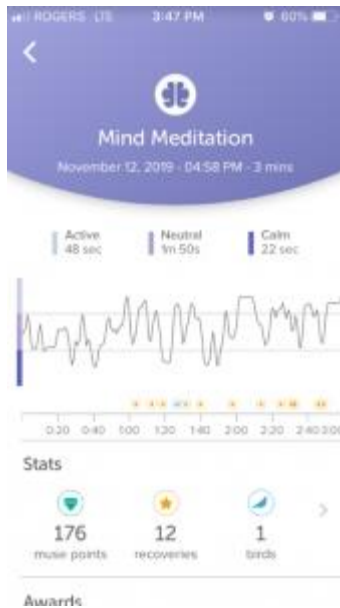 ROGERS LTE 3:47 PM 60%
Mind Meditation
November 12, 2019 - 04:58 PM - 3 mins
Active Neutral Calm
48 sec 1m 50s 22 sec
0:20 0:40 1:00 1:20 1:40 2:00 2:20 2:40 3:00
Stats
176 12 1
muse points recoveries birds
Awards